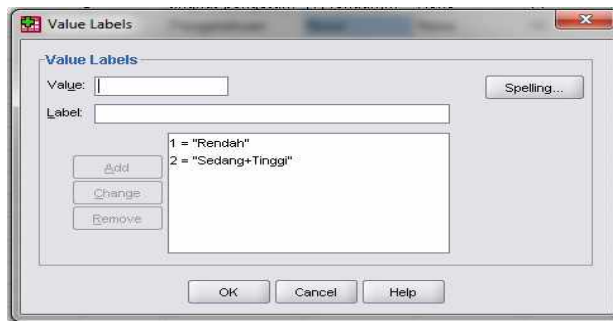 Value Labels
Value Labels
Value:
Spelling...
Label:
1 = "Rendah"
2 = "Sedang+Tinggi"
Add
Change
Remove
OK
Cancel
Help